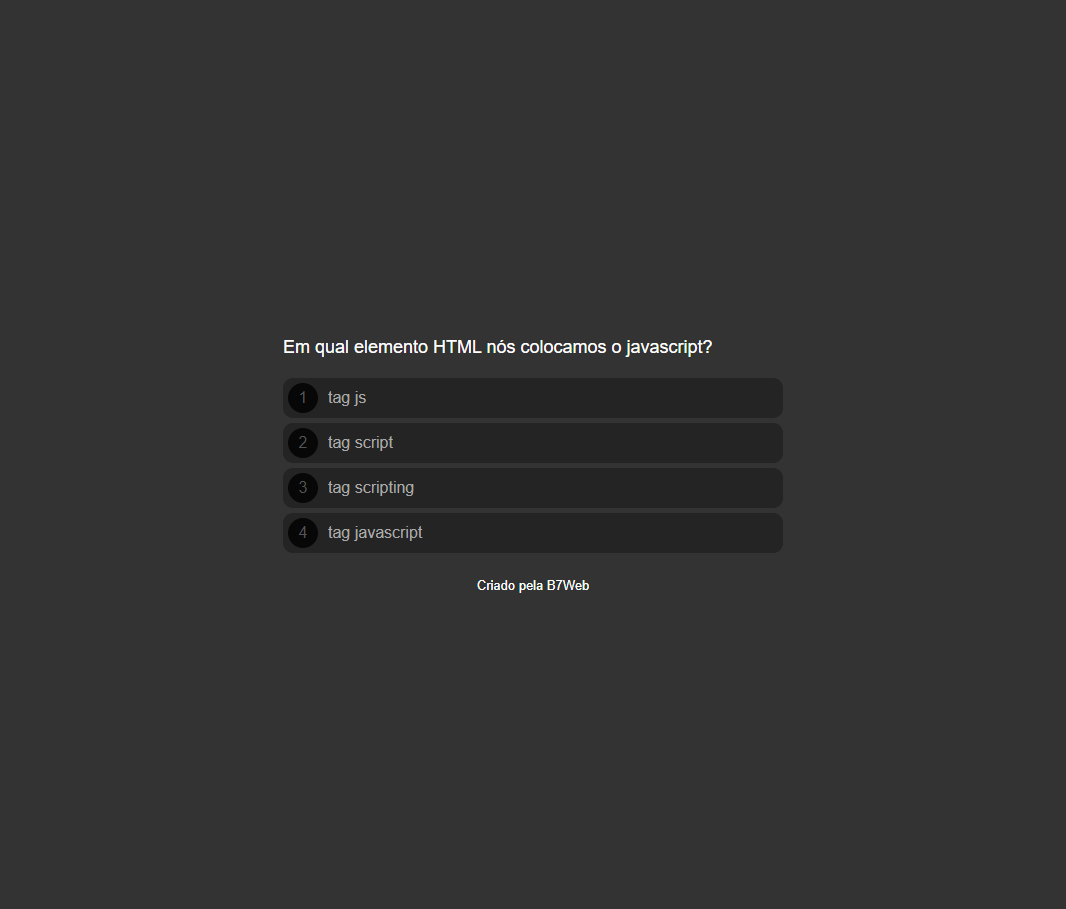 Em qual elemento HTML nós colocamos o javascript?
1 tag js
2 tag script
3 tag scripting
4 tag javascript
Criado pela B7Web